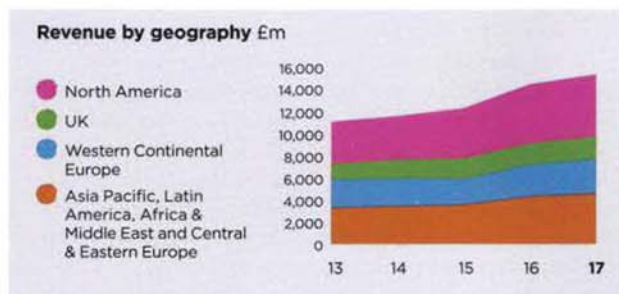 Revenue by geography £m
North America
UK
Western Continental
Europe
Asia Pacific, Latin
America, Africa &
Middle East and Central
& Eastern Europe
16,000
14,000
12,000
10,000
8,000
6,000
4,000
2,000
0
13 14 15 16 17